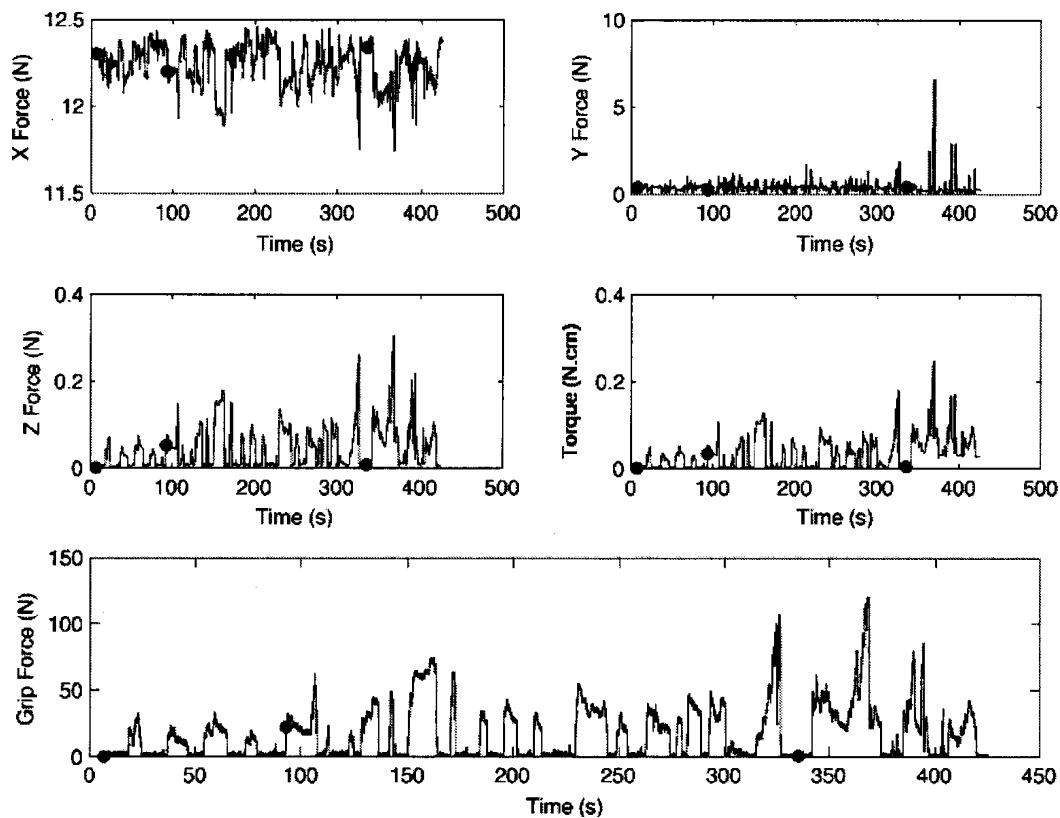 12.5
12
11.5
X Force (N)
0 100 200 300 400 500
Time (s)
10
5
0
Y Force (N)
0 100 200 300 400 500
Time (s)
0.4
0.2
0
Z Force (N)
0 100 200 300 400 500
Time (s)
0.4
0.2
0
Torque (N.cm)
0 100 200 300 400 500
Time (s)
150
100
50
0
Grip Force (N)
0 50 100 150 200 250 300 350 400 450
Time (s)